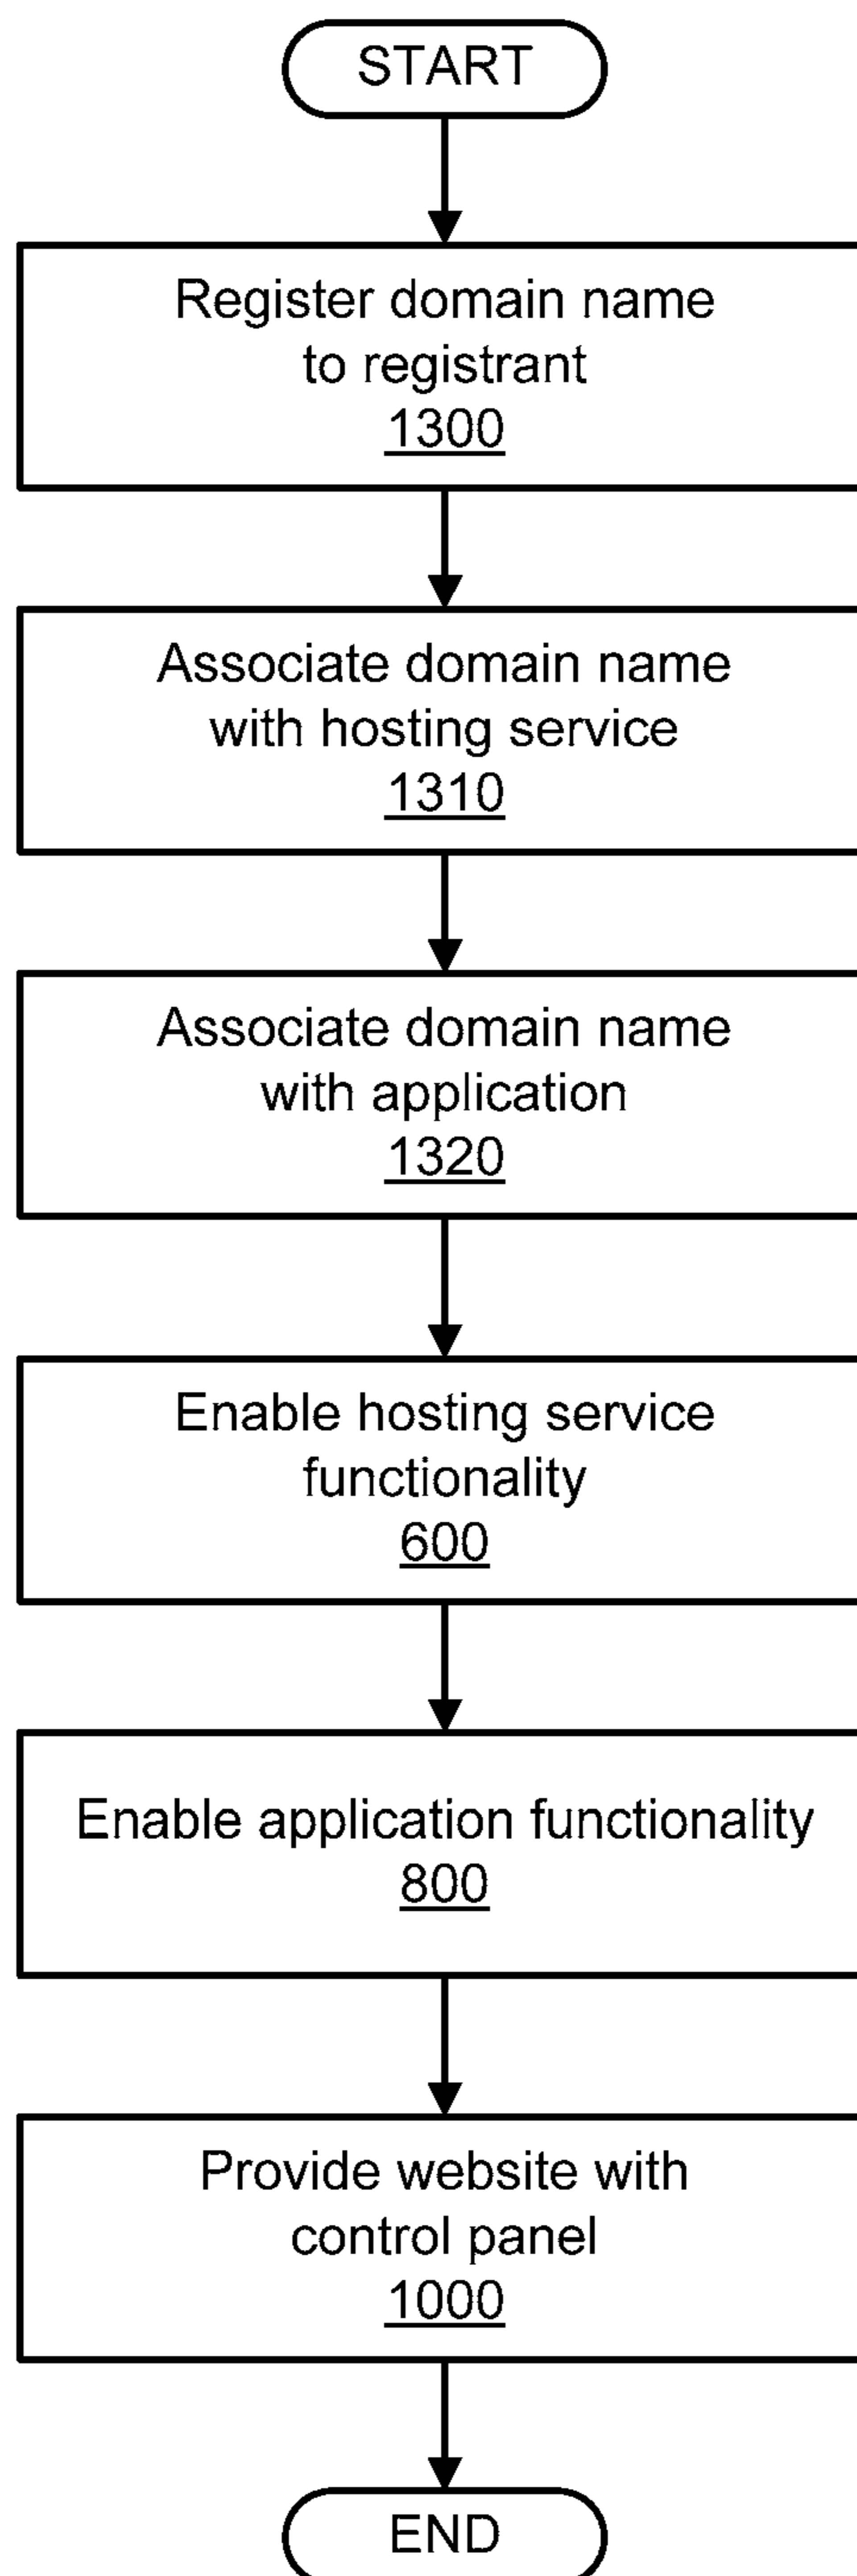 START
Register domain name
to registrant
1300
Associate domain name
with hosting service
1310
Associate domain name
with application
1320
Enable hosting service
functionality
600
Enable application functionality
800
Provide website with
control panel
1000
END